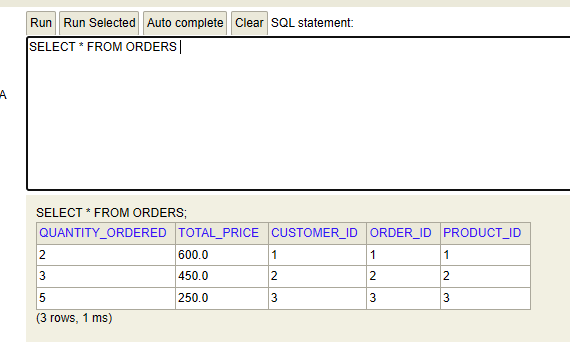 Run Run Selected Auto complete Clear SQL statement:
SELECT * FROM ORDERS
A
SELECT * FROM ORDERS;
QUANTITY_ORDERED TOTAL_PRICE CUSTOMER_ID ORDER_ID PRODUCT_ID
2 600.0 1 1 1
3 450.0 2 2 2
5 250.0 3 3 3
(3 rows, 1 ms)